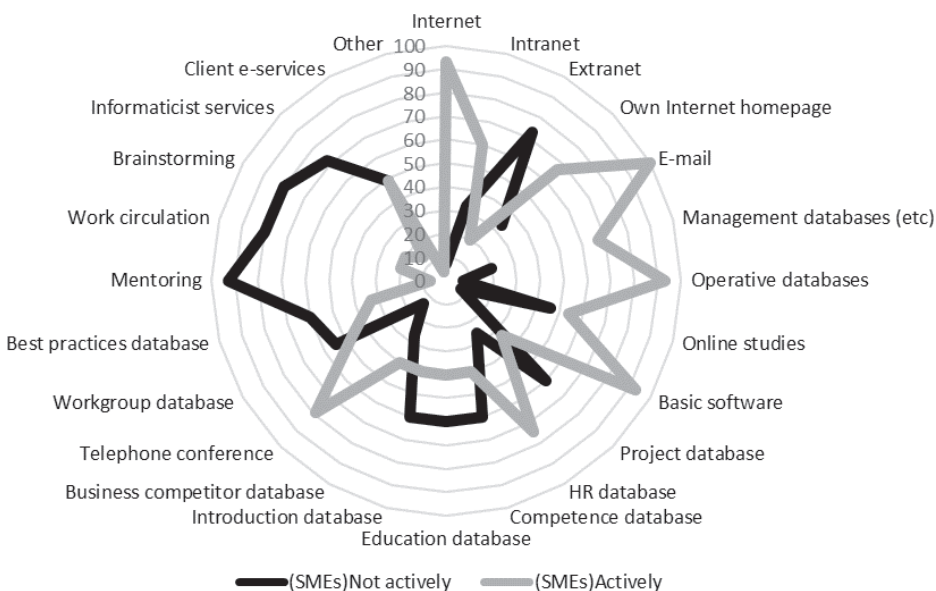 Internet
Other 100 Intranet
Client e-services 90 Extranet
80
Informaticist services 70 Own Internet homepage
60
Brainstorming 50 E-mail
40
Work circulation 30 Management databases (etc)
20
10
Mentoring 0 Operative databases
Best practices database Online studies
Workgroup database Basic software
Telephone conference Project database
Business competitor database HR database
Introduction database Competence database
Education database
(SMEs)Not actively (SMEs)Actively